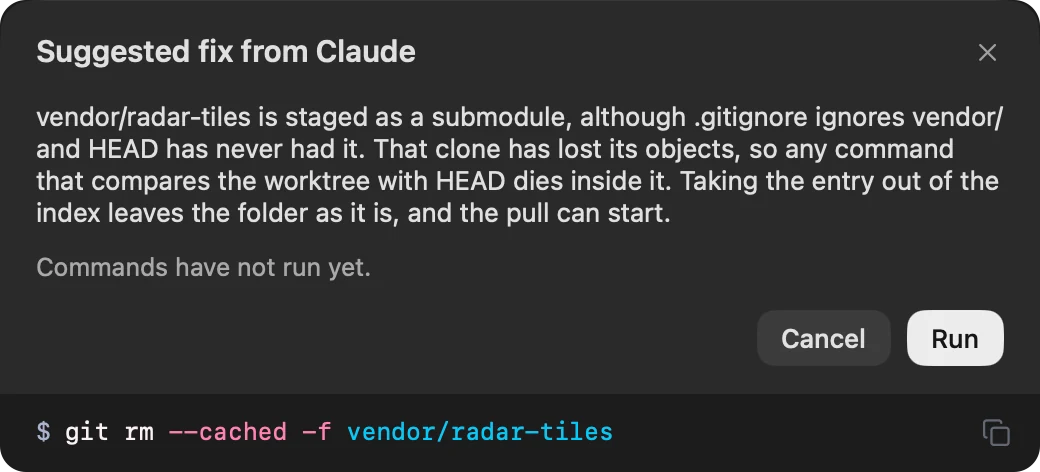 Suggested fix from Claude
vendor/radar-tiles is staged as a submodule, although .gitignore ignores vendor/
and HEAD has never had it. That clone has lost its objects, so any command
that compares the worktree with HEAD dies inside it. Taking the entry out of the
index leaves the folder as it is, and the pull can start.
Commands have not run yet.
Cancel
Run
$ git rm --cached -f vendor/radar-tiles